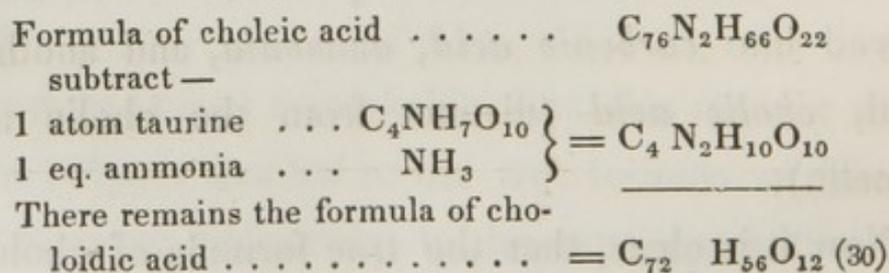 Formula of choleic acid . . . . . . C₇₆N₂H₆₆O₂₂
subtract —
1 atom taurine . . . C₄NH₇O₁₀ } = C₄ N₂H₁₀O₁₀
1 eq. ammonia . . . NH₃
There remains the formula of cho-
loidic acid . . . . . . . . . . . . . = C₇₂ H₅₆O₁₂ (30)